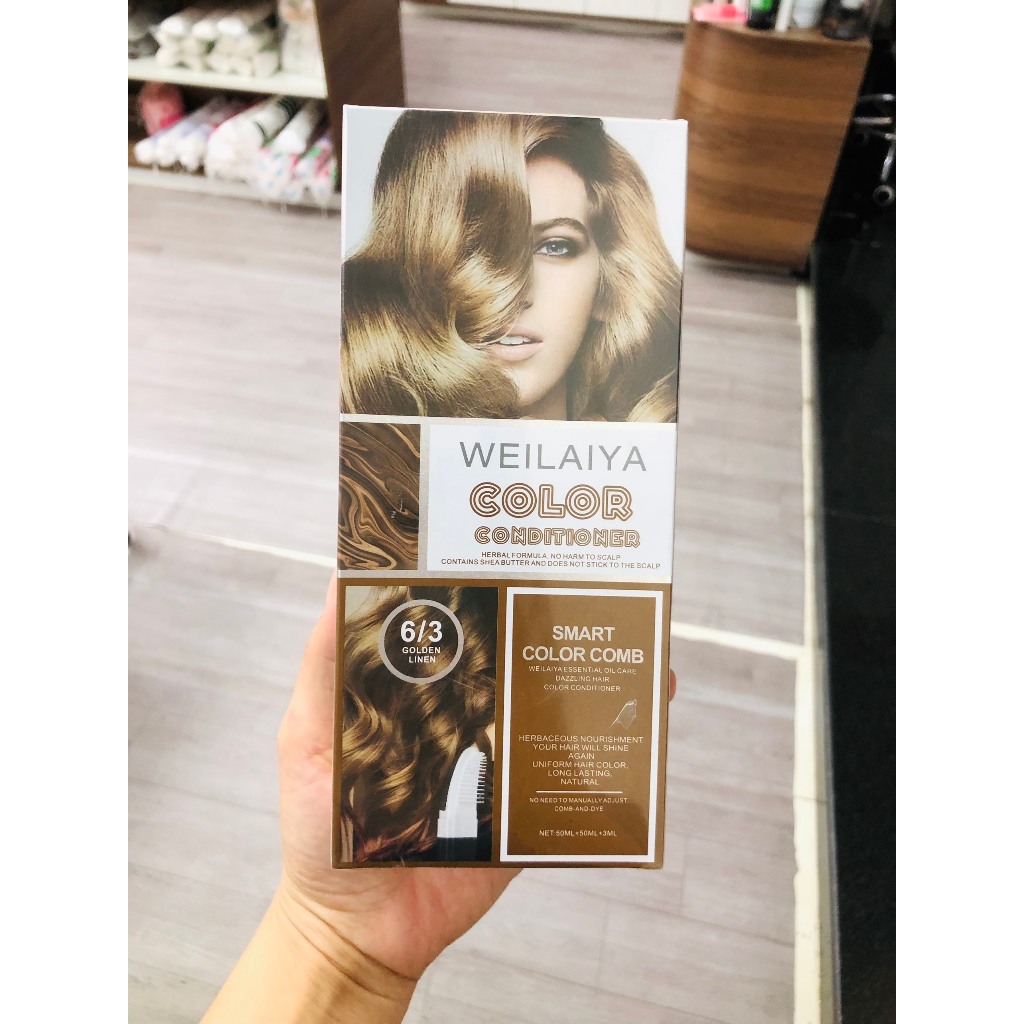 WEILAIYA
COLOR
CONDITIONER
HERBAL FORMULA. NO HARM TO SCALP
CONTAINS SHEA BUTTER AND DOES NOT STICK TO THE SCALP
6/3
GOLDEN
LINEN
SMART
COLOR COMB
WEILAIYA ESSENTIAL OIL CARE
DAZZLING HAIR
COLOR CONDITIONER
HERBACEOUS NOURISHMENT
YOUR HAIR WILL SHINE
AGAIN
UNIFORM HAIR COLOR,
LONG LASTING,
NATURAL
NO NEED TO MANUALLY ADJUST
COMB-AND-DYE
NET:50ML+50ML+3ML